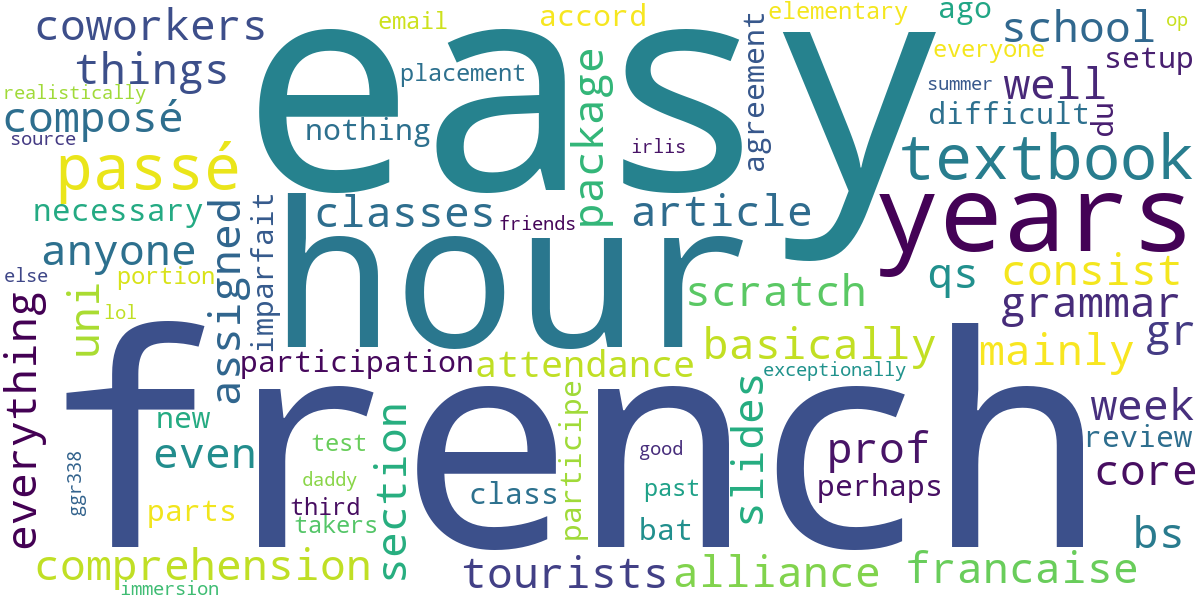 easy
coworkers
email
accord
elementary
ago
school
op
things
placement
agreement
everyone
setup
realistically
composé
nothing
package
summer
well
source
irlis
difficult
du
passé
textbook
necessary
classes
friends
article
years
hour
anyone
assigned
imparfait
else
portion
lol
uni
scratch
qs
consist
grammar
everything
participation
attendance
basically
mainly
gr
exceptionally
french
new
even
test
section
participe
slides
good
prof
week
review
ggr338
daddy
class
past
perhaps
core
parts
third
takers
bat
bs
comprehension
immersion
tourists
alliance
francaise